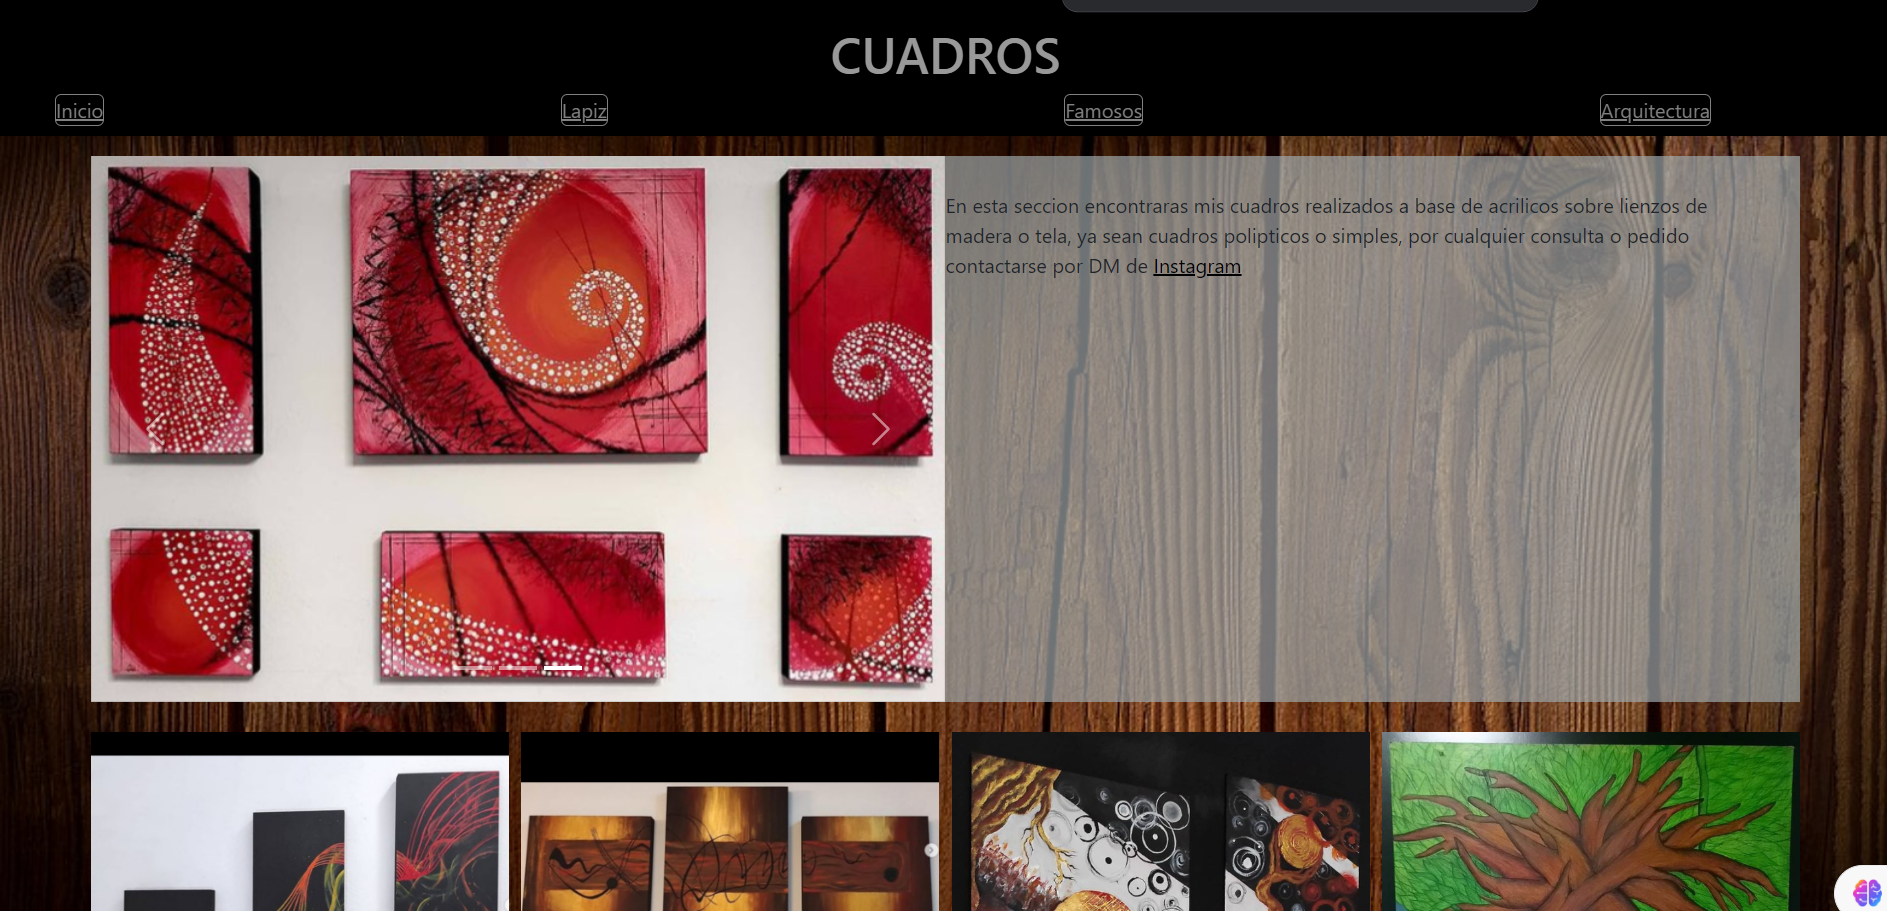 CUADROS
Inicio
Lapiz
Famosos
Arquitectura
En esta seccion encontraras mis cuadros realizados a base de acrilicos sobre lienzos de
madera o tela, ya sean cuadros polipticos o simples, por cualquier consulta o pedido
contactarse por DM de Instagram